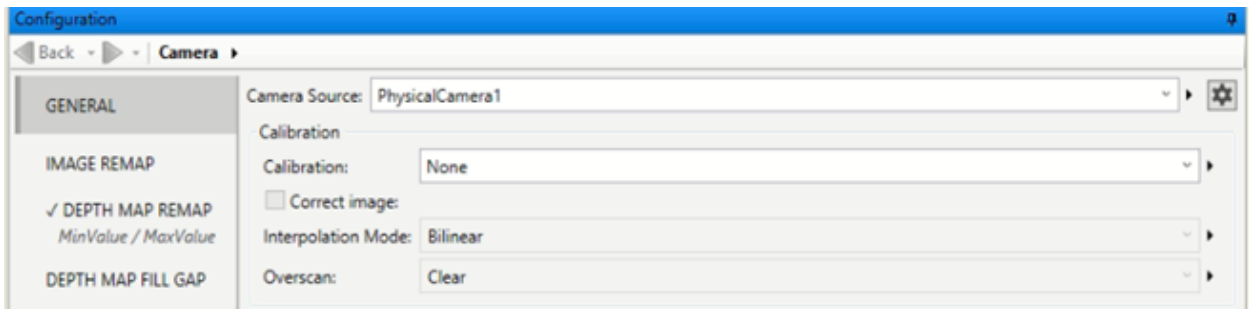 Configuration
Back Camera
GENERAL
IMAGE REMAP
✓ DEPTH MAP REMAP
MinValue / MaxValue
DEPTH MAP FILL GAP
Camera Source: PhysicalCamera1
Calibration
Calibration: None
Correct image:
Interpolation Mode: Bilinear
Overscan: Clear